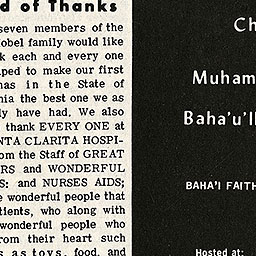 d of Thanks
seven members of the
obel family would like
k each and every one
ped to make our first
mas in the State of
nia the best one we as
ly have had. We also
thank EVERY ONE at
NTA CLARITA HOSPI-
om the Staff of GREAT
RS and WONDERFUL
S: and NURSES AIDS;
e wonderful people that
tients, who along with
wonderful people who
rom their heart such
as toys, food, and
Ch
Muham
Baha'u'll
BAHA'I FAITH
Hosted at: